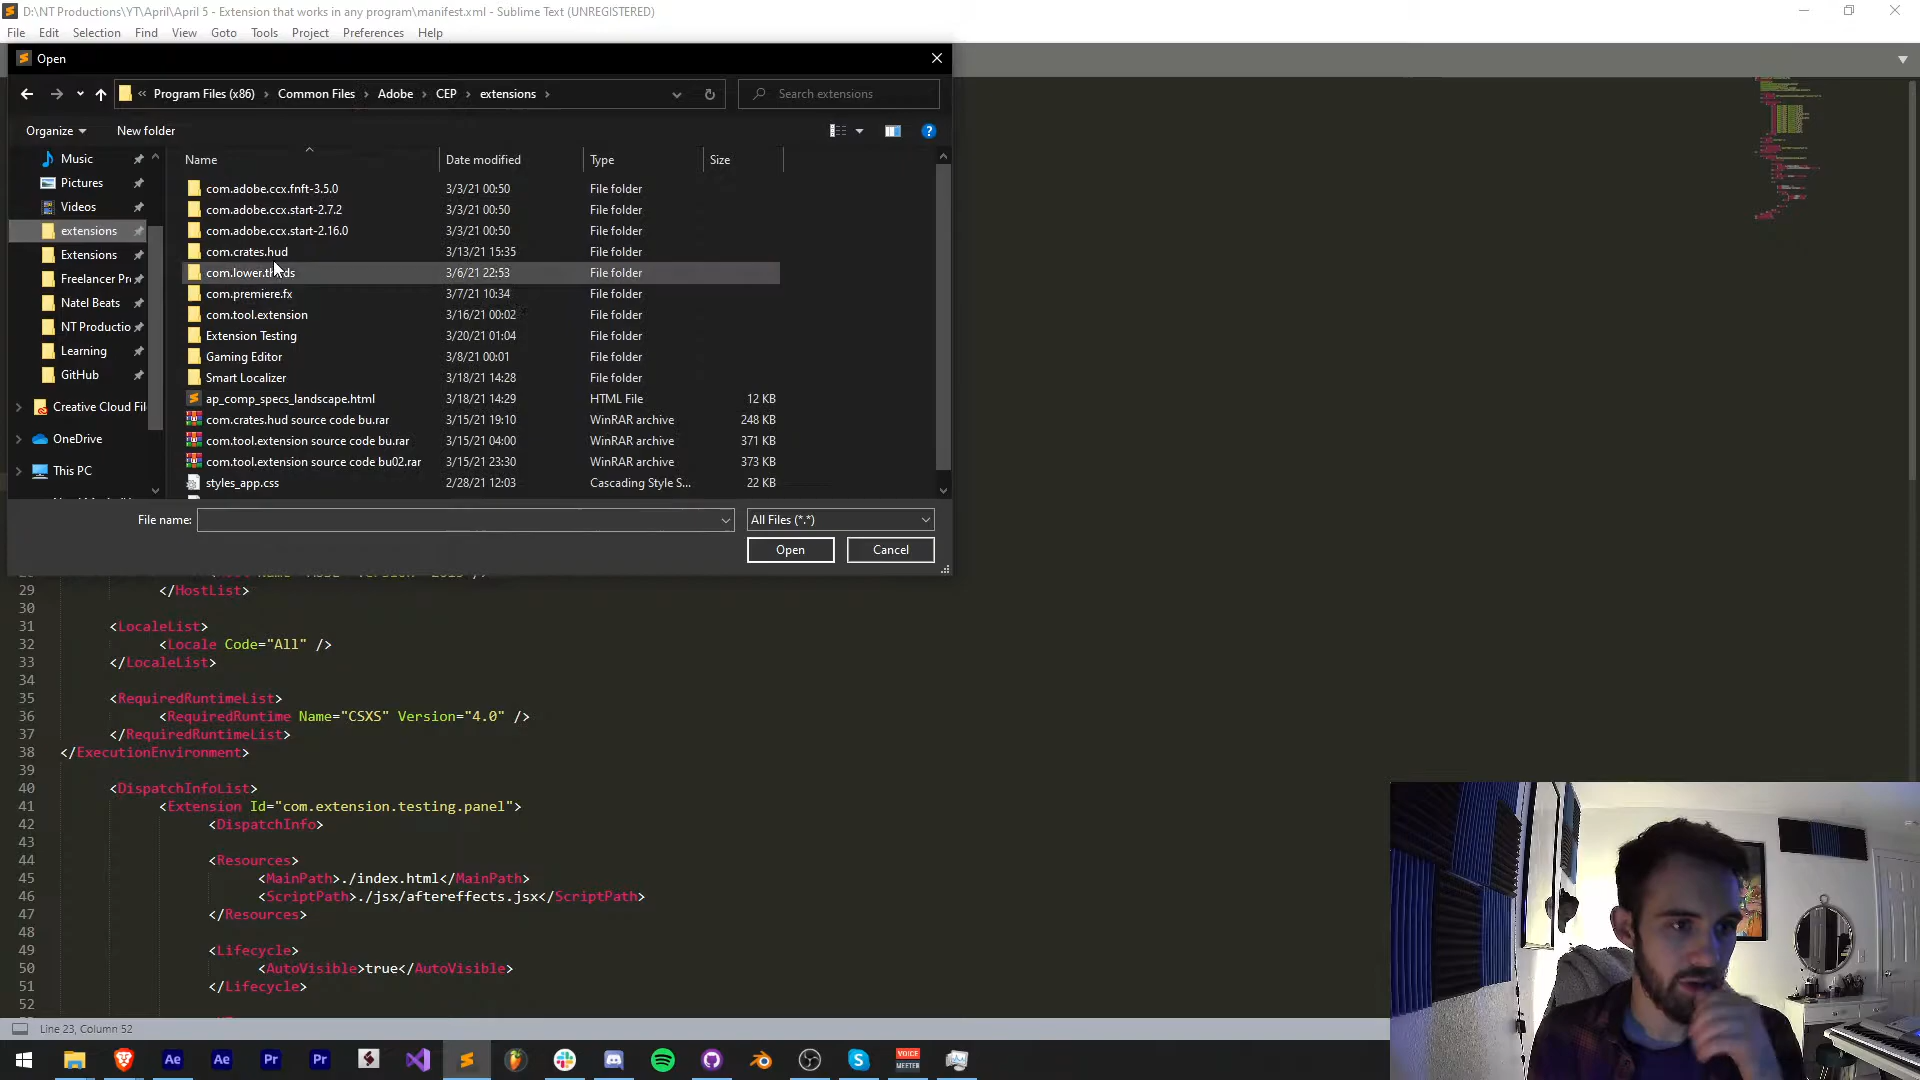 D:\NT Productions\YT\April\April 5 - Extension that works in any program\manifest.xml - Sublime Text (UNREGISTERED)
File Edit Selection Find View Goto Tools Project Preferences Help
Open
« Program Files (x86) › Common Files › Adobe › CEP › extensions ›
Search extensions
Organize New folder
Name Date modified Type Size
Music
Pictures
Videos
extensions
Extensions
Freelancer Pr
Natel Beats
NT Productio
Learning
GitHub
Creative Cloud Fil
OneDrive
This PC
com.adobe.ccx.fnft-3.5.0 3/3/21 00:50 File folder
com.adobe.ccx.start-2.7.2 3/3/21 00:50 File folder
com.adobe.ccx.start-2.16.0 3/3/21 00:50 File folder
com.crates.hud 3/13/21 15:35 File folder
com.lower.thirds 3/6/21 22:53 File folder
com.premiere.fx 3/7/21 10:34 File folder
com.tool.extension 3/16/21 00:02 File folder
Extension Testing 3/20/21 01:04 File folder
Gaming Editor 3/8/21 00:01 File folder
Smart Localizer 3/18/21 14:28 File folder
ap_comp_specs_landscape.html 3/18/21 14:29 HTML File 12 KB
com.crates.hud source code bu.rar 3/15/21 19:10 WinRAR archive 248 KB
com.tool.extension source code bu.rar 3/15/21 04:00 WinRAR archive 371 KB
com.tool.extension source code bu02.rar 3/15/21 23:30 WinRAR archive 373 KB
styles_app.css 2/28/21 12:03 Cascading Style S... 22 KB
File name: All Files (*.*)
Open Cancel
29 </HostList>
30
31 <LocaleList>
32 <Locale Code="All" />
33 </LocaleList>
34
35 <RequiredRuntimeList>
36 <RequiredRuntime Name="CSXS" Version="4.0" />
37 </RequiredRuntimeList>
38 </ExecutionEnvironment>
39
40 <DispatchInfoList>
41 <Extension Id="com.extension.testing.panel">
42 <DispatchInfo>
43
44 <Resources>
45 <MainPath>./index.html</MainPath>
46 <ScriptPath>./jsx/aftereffects.jsx</ScriptPath>
47 </Resources>
48
49 <Lifecycle>
50 <AutoVisible>true</AutoVisible>
51 </Lifecycle>
52
Line 23, Column 52
Ae Ae Pr Pr VOICE MEETER